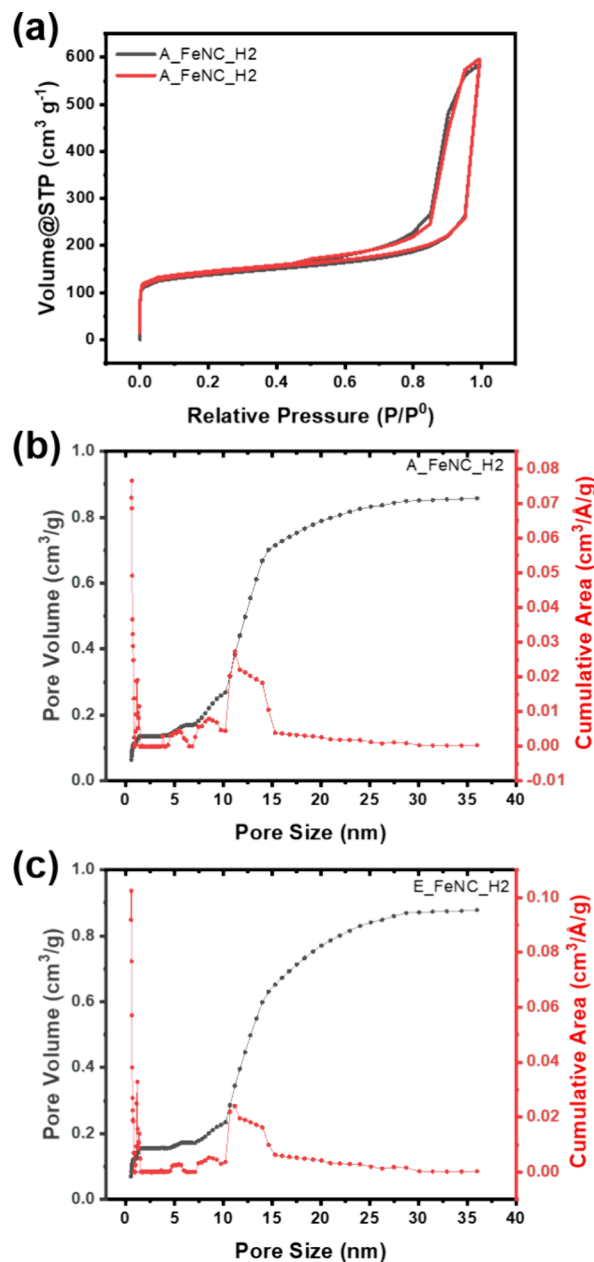 (a)
A_FeNC_H2
A_FeNC_H2
Volume@STP (cm³ g⁻¹)
600
500
400
300
200
100
0
0.0 0.2 0.4 0.6 0.8 1.0
Relative Pressure (P/P⁰)
(b)
A_FeNC_H2
Pore Volume (cm³/g)
1.0
0.8
0.6
0.4
0.2
0.0
Cumulative Area (cm³/Å/g)
0.08
0.07
0.06
0.05
0.04
0.03
0.02
0.01
0.00
-0.01
0 5 10 15 20 25 30 35 40
Pore Size (nm)
(c)
E_FeNC_H2
Pore Volume (cm³/g)
1.0
0.8
0.6
0.4
0.2
0.0
Cumulative Area (cm³/Å/g)
0.10
0.08
0.06
0.04
0.02
0.00
0 5 10 15 20 25 30 35 40
Pore Size (nm)